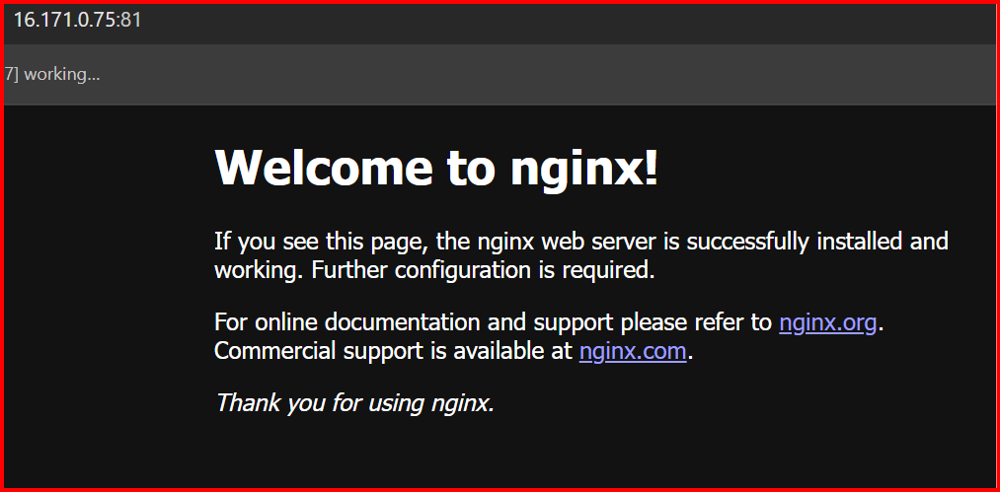 16.171.0.75:81
7] working...
Welcome to nginx!
If you see this page, the nginx web server is successfully installed and
working. Further configuration is required.
For online documentation and support please refer to nginx.org.
Commercial support is available at nginx.com.
Thank you for using nginx.